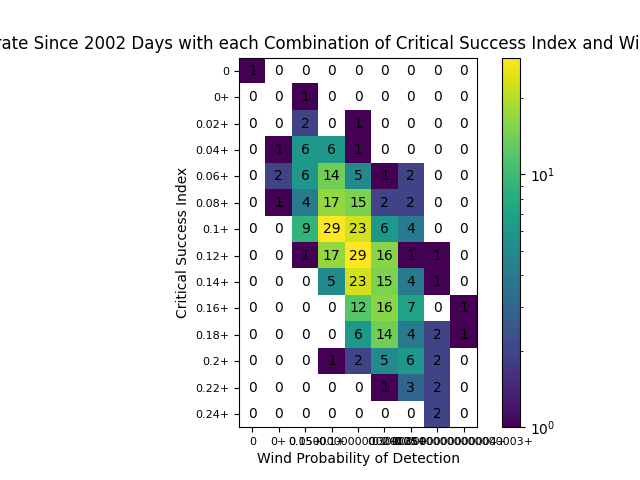 rate Since 2002 Days with each Combination of Critical Success Index and Wi
0 1 0 0 0 0 0 0 0 0
0+ 0 0 1 0 0 0 0 0 0
0.02+ 0 0 2 0 1 0 0 0 0
0.04+ 0 1 6 6 1 0 0 0 0
0.06+ 0 2 6 14 5 1 2 0 0
0.08+ 0 1 4 17 15 2 2 0 0
0.1+ 0 0 9 29 23 6 4 0 0
0.12+ 0 0 1 17 29 16 1 1 0
0.14+ 0 0 0 5 23 15 4 1 0
0.16+ 0 0 0 0 12 16 7 0 1
0.18+ 0 0 0 0 6 14 4 2 1
0.2+ 0 0 0 1 2 5 6 2 0
0.22+ 0 0 0 0 0 1 3 2 0
0.24+ 0 0 0 0 0 0 0 2 0
Critical Success Index
0 0+
Wind Probability of Detection
10^1
10^0